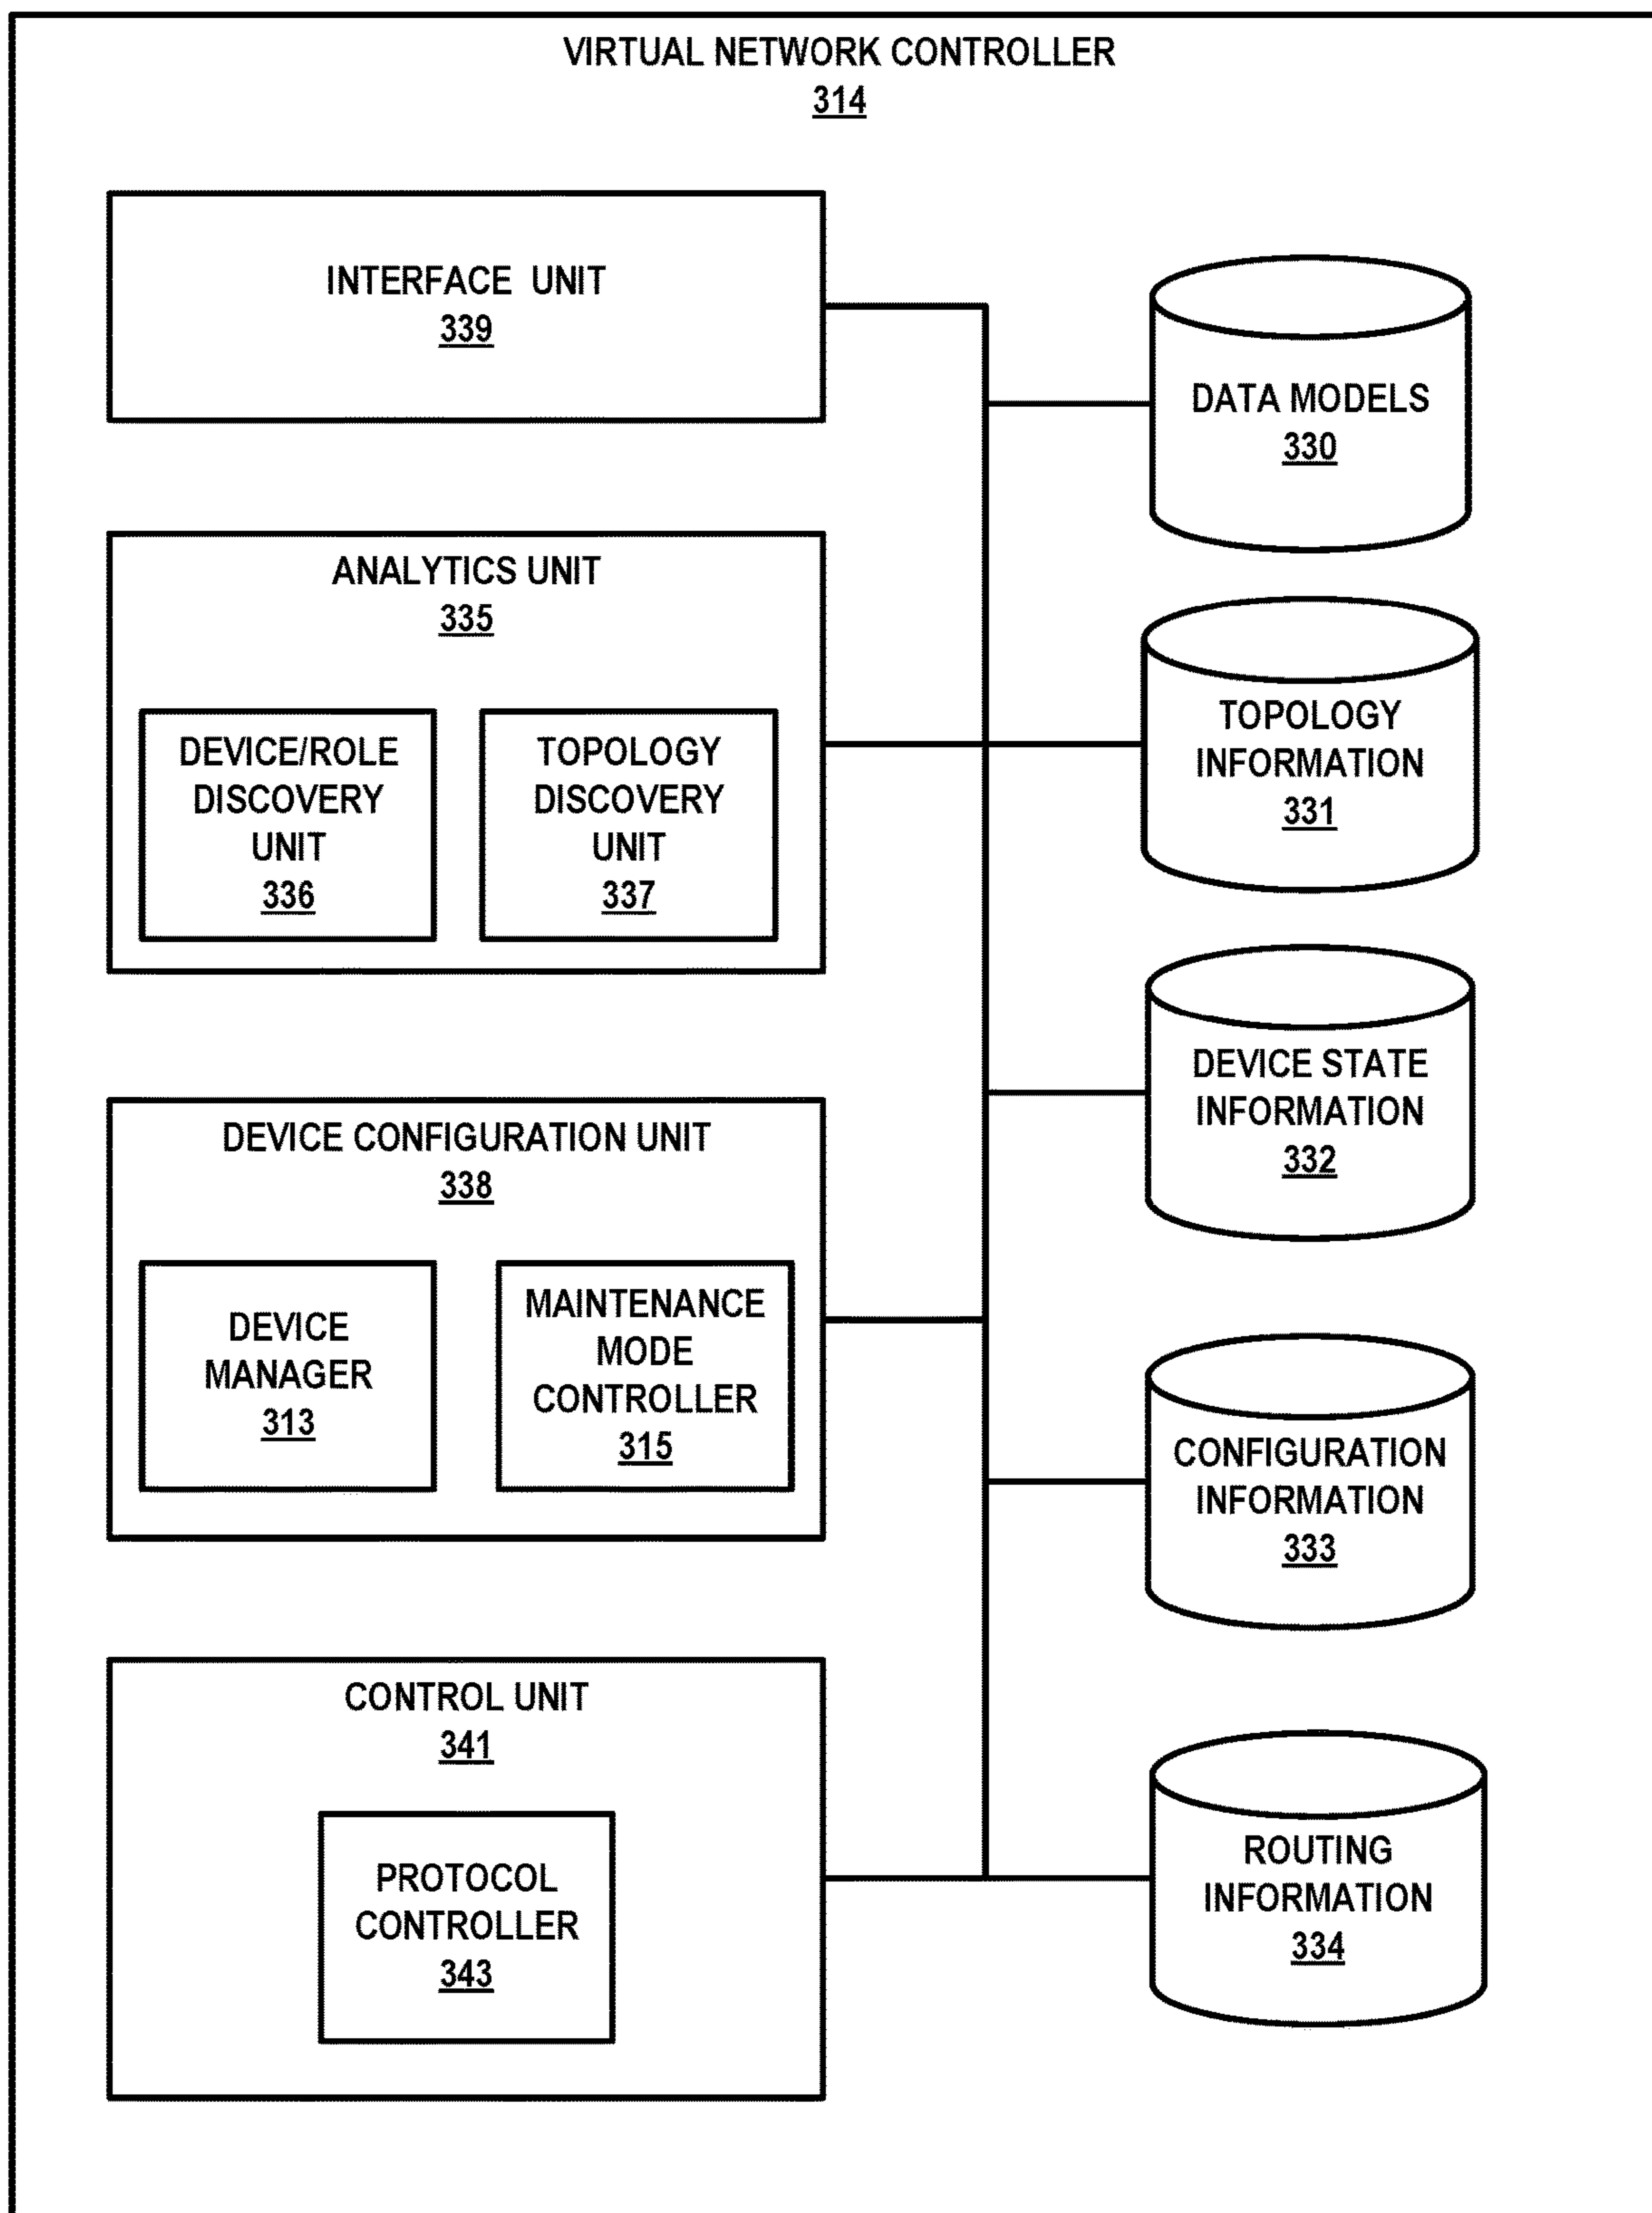 VIRTUAL NETWORK CONTROLLER
314
INTERFACE UNIT
339
DATA MODELS
330
ANALYTICS UNIT
335
DEVICE/ROLE
DISCOVERY
UNIT
336
TOPOLOGY
DISCOVERY
UNIT
337
TOPOLOGY
INFORMATION
331
DEVICE STATE
INFORMATION
332
DEVICE CONFIGURATION UNIT
338
DEVICE
MANAGER
313
MAINTENANCE
MODE
CONTROLLER
315
CONFIGURATION
INFORMATION
333
CONTROL UNIT
341
PROTOCOL
CONTROLLER
343
ROUTING
INFORMATION
334